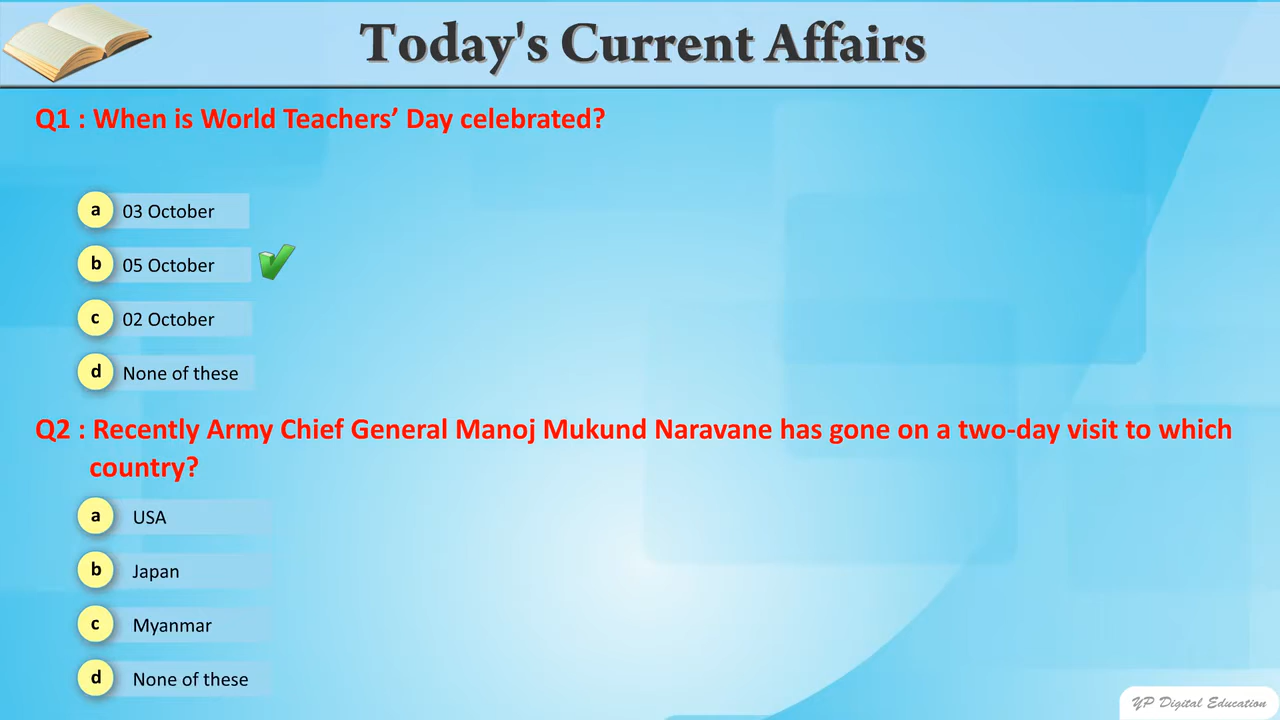 Today's Current Affairs
Q1 : When is World Teachers’ Day celebrated?
a 03 October
b 05 October
c 02 October
d None of these
Q2 : Recently Army Chief General Manoj Mukund Naravane has gone on a two-day visit to which
country?
a USA
b Japan
c Myanmar
d None of these
YP Digital Education